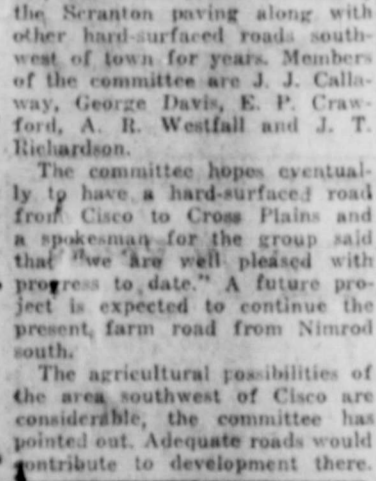 the Scranton paving along with
other hard-surfaced roads south-
west of town for years. Members
of the committee are J. J. Calla-
way, George Davis, E. P. Craw-
ford, A. R. Westfall and J. T.
Richardson.
The committee hopes eventual-
ly to have a hard-surfaced road
from Cisco to Cross Plains and
a spokesman for the group said
that "we are well pleased with
progress to date." A future pro-
ject is expected to continue the
present farm road from Nimrod
south.
The agricultural possibilities of
the area southwest of Cisco are
considerable, the committee has
pointed out. Adequate roads would
contribute to development there.